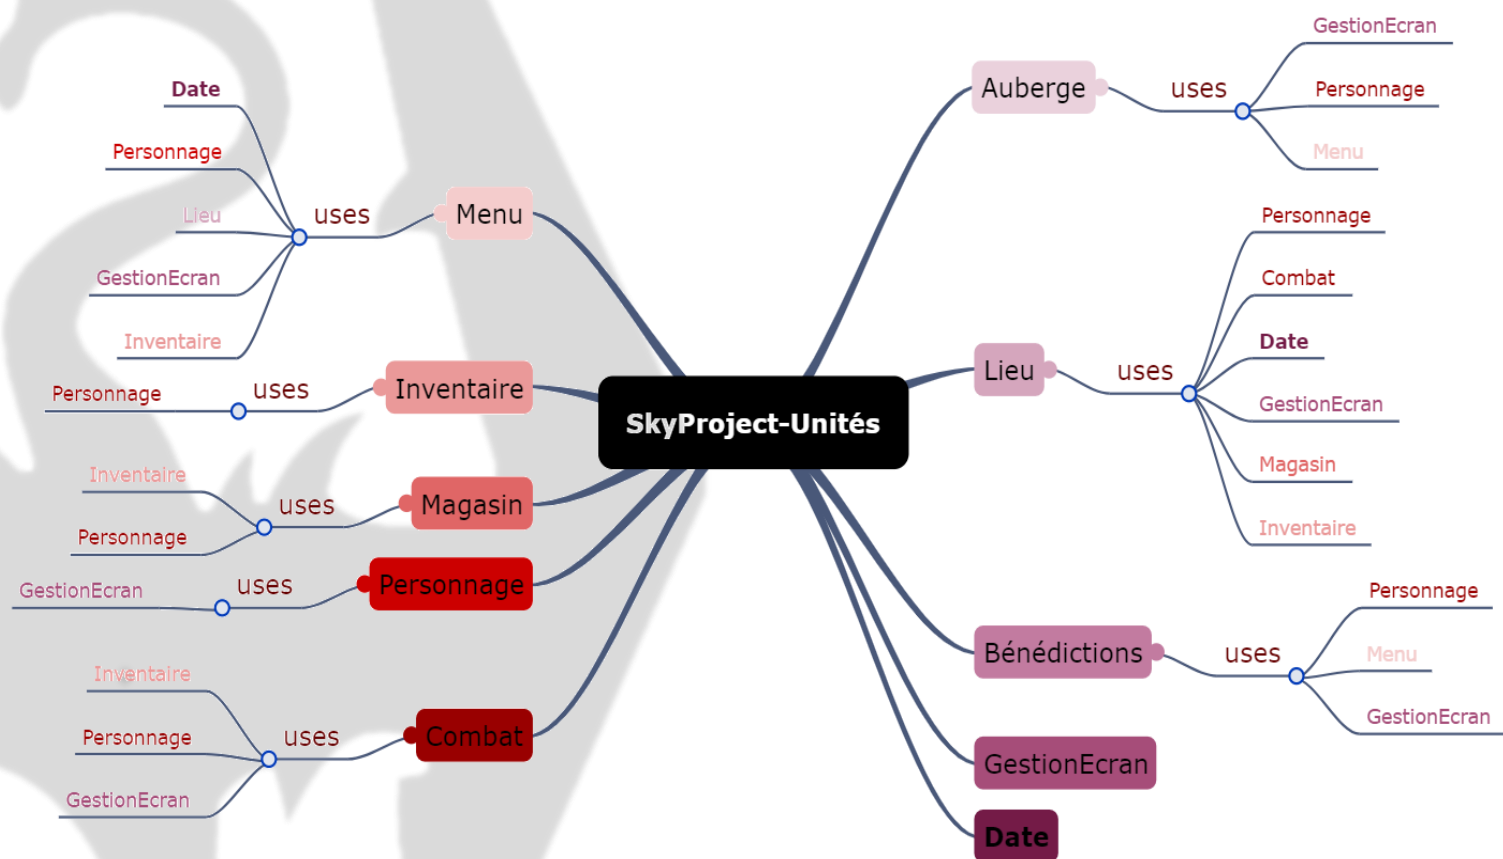 SkyProject-Unités
Menu
uses
Date
Personnage
Lieu
GestionEcran
Inventaire
Inventaire
uses
Personnage
Magasin
uses
Inventaire
Personnage
Personnage
uses
GestionEcran
Combat
uses
Inventaire
Personnage
GestionEcran
Auberge
uses
GestionEcran
Personnage
Menu
Lieu
uses
Personnage
Combat
Date
GestionEcran
Magasin
Inventaire
Bénédictions
uses
Personnage
Menu
GestionEcran
GestionEcran
Date